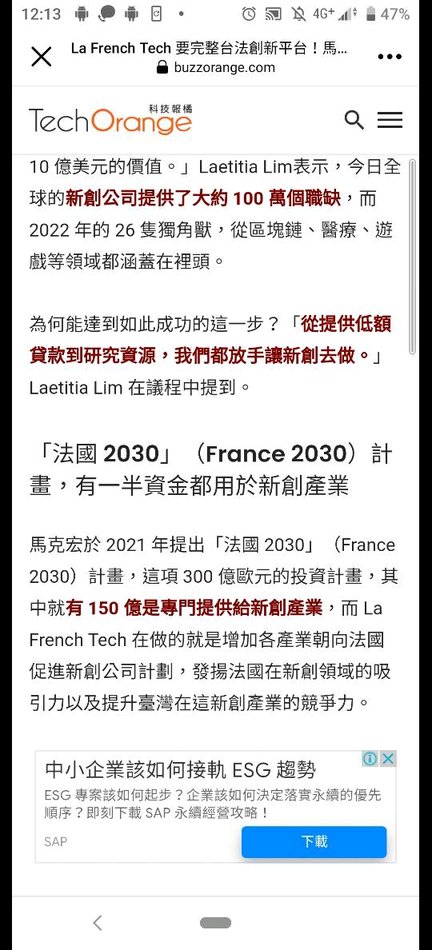 12:13
4G+
47%
La French Tech 要完整台法創新平台！馬...
buzzorange.com
科技報橘
TechOrange
10 億美元的價值。」Laetitia Lim表示，今日全
球的新創公司提供了大約 100 萬個職缺，而
2022 年的 26 隻獨角獸，從區塊鏈、醫療、遊
戲等領域都涵蓋在裡頭。
為何能達到如此成功的這一步？「從提供低額
貸款到研究資源，我們都放手讓新創去做。」
Laetitia Lim 在議程中提到。
「法國 2030」（France 2030）計
畫，有一半資金都用於新創產業
馬克宏於 2021 年提出「法國 2030」（France
2030）計畫，這項 300 億歐元的投資計畫，其
中就有 150 億是專門提供給新創產業，而 La
French Tech 在做的就是增加各產業朝向法國
促進新創公司計劃，發揚法國在新創領域的吸
引力以及提升臺灣在這新創產業的競爭力。
中小企業該如何接軌 ESG 趨勢
ESG 專案該如何起步？企業該如何決定落實永續的優先
順序？即刻下載 SAP 永續經營攻略！
SAP
下載